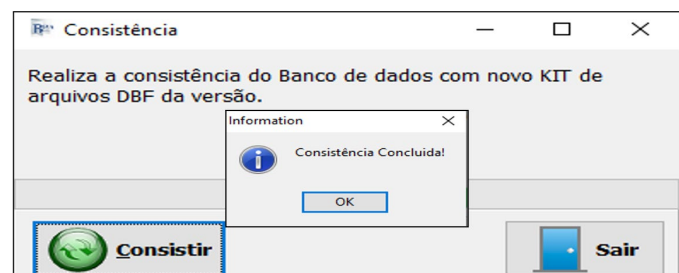 Consistência
Realiza a consistência do Banco de dados com novo KIT de
arquivos DBF da versão.
Information
Consistência Concluida!
OK
Consistir
Sair